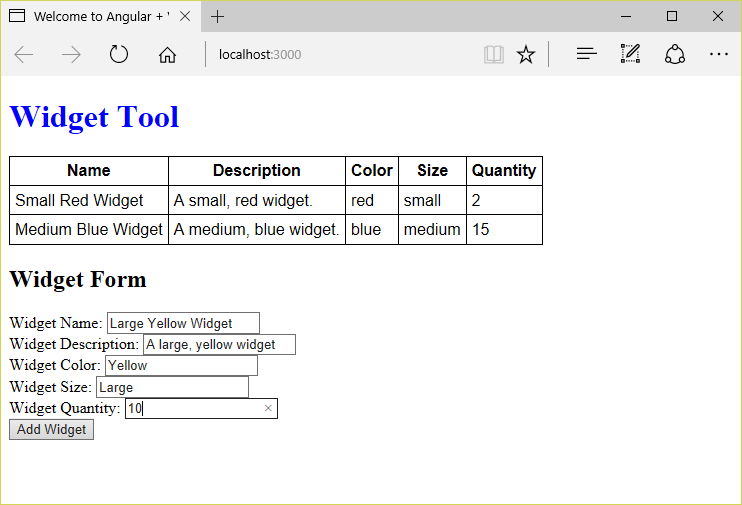 Welcome to Angular + '
localhost:3000
Widget Tool
Name Description Color Size Quantity
Small Red Widget A small, red widget. red small 2
Medium Blue Widget A medium, blue widget. blue medium 15
Widget Form
Widget Name: Large Yellow Widget
Widget Description: A large, yellow widget
Widget Color: Yellow
Widget Size: Large
Widget Quantity: 10
Add Widget